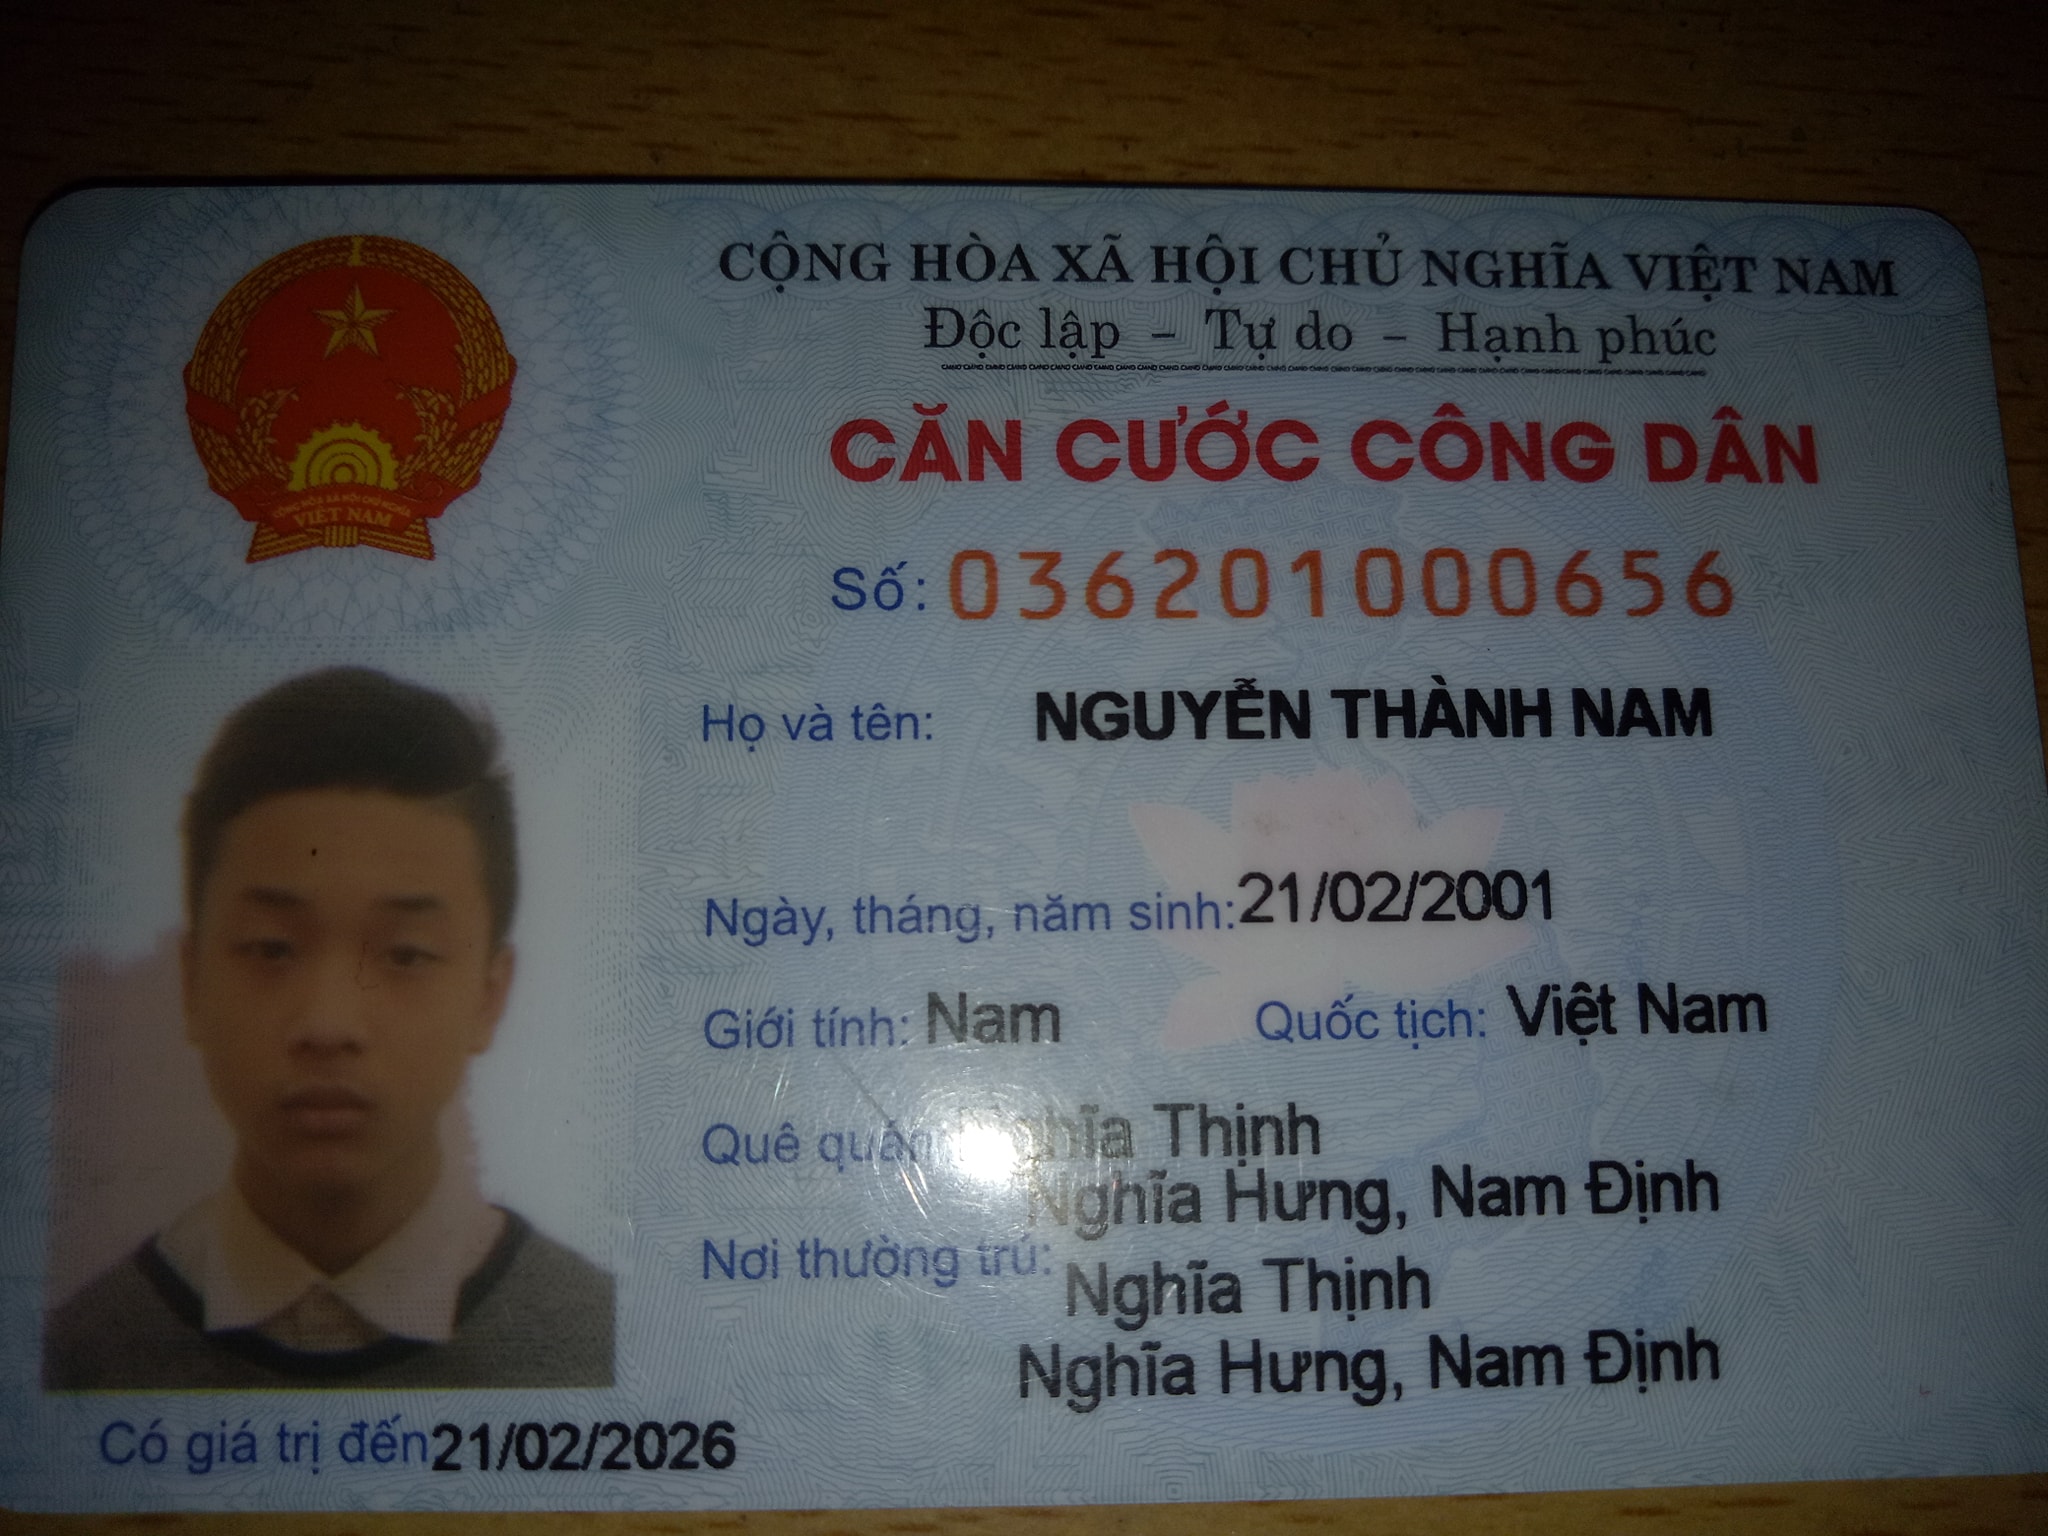 CỘNG HÒA XÃ HỘI CHỦ NGHĨA VIỆT NAM
Độc lập – Tự do – Hạnh phúc
CĂN CƯỚC CÔNG DÂN
Số: 036201000656
Họ và tên: NGUYỄN THÀNH NAM
Ngày, tháng, năm sinh: 21/02/2001
Giới tính: Nam Quốc tịch: Việt Nam
Quê quán: Nghĩa Thịnh
Nghĩa Hưng, Nam Định
Nơi thường trú: Nghĩa Thịnh
Nghĩa Hưng, Nam Định
Có giá trị đến 21/02/2026
CỘNG HÒA XÃ HỘI CHỦ NGHĨA
VIỆT NAM